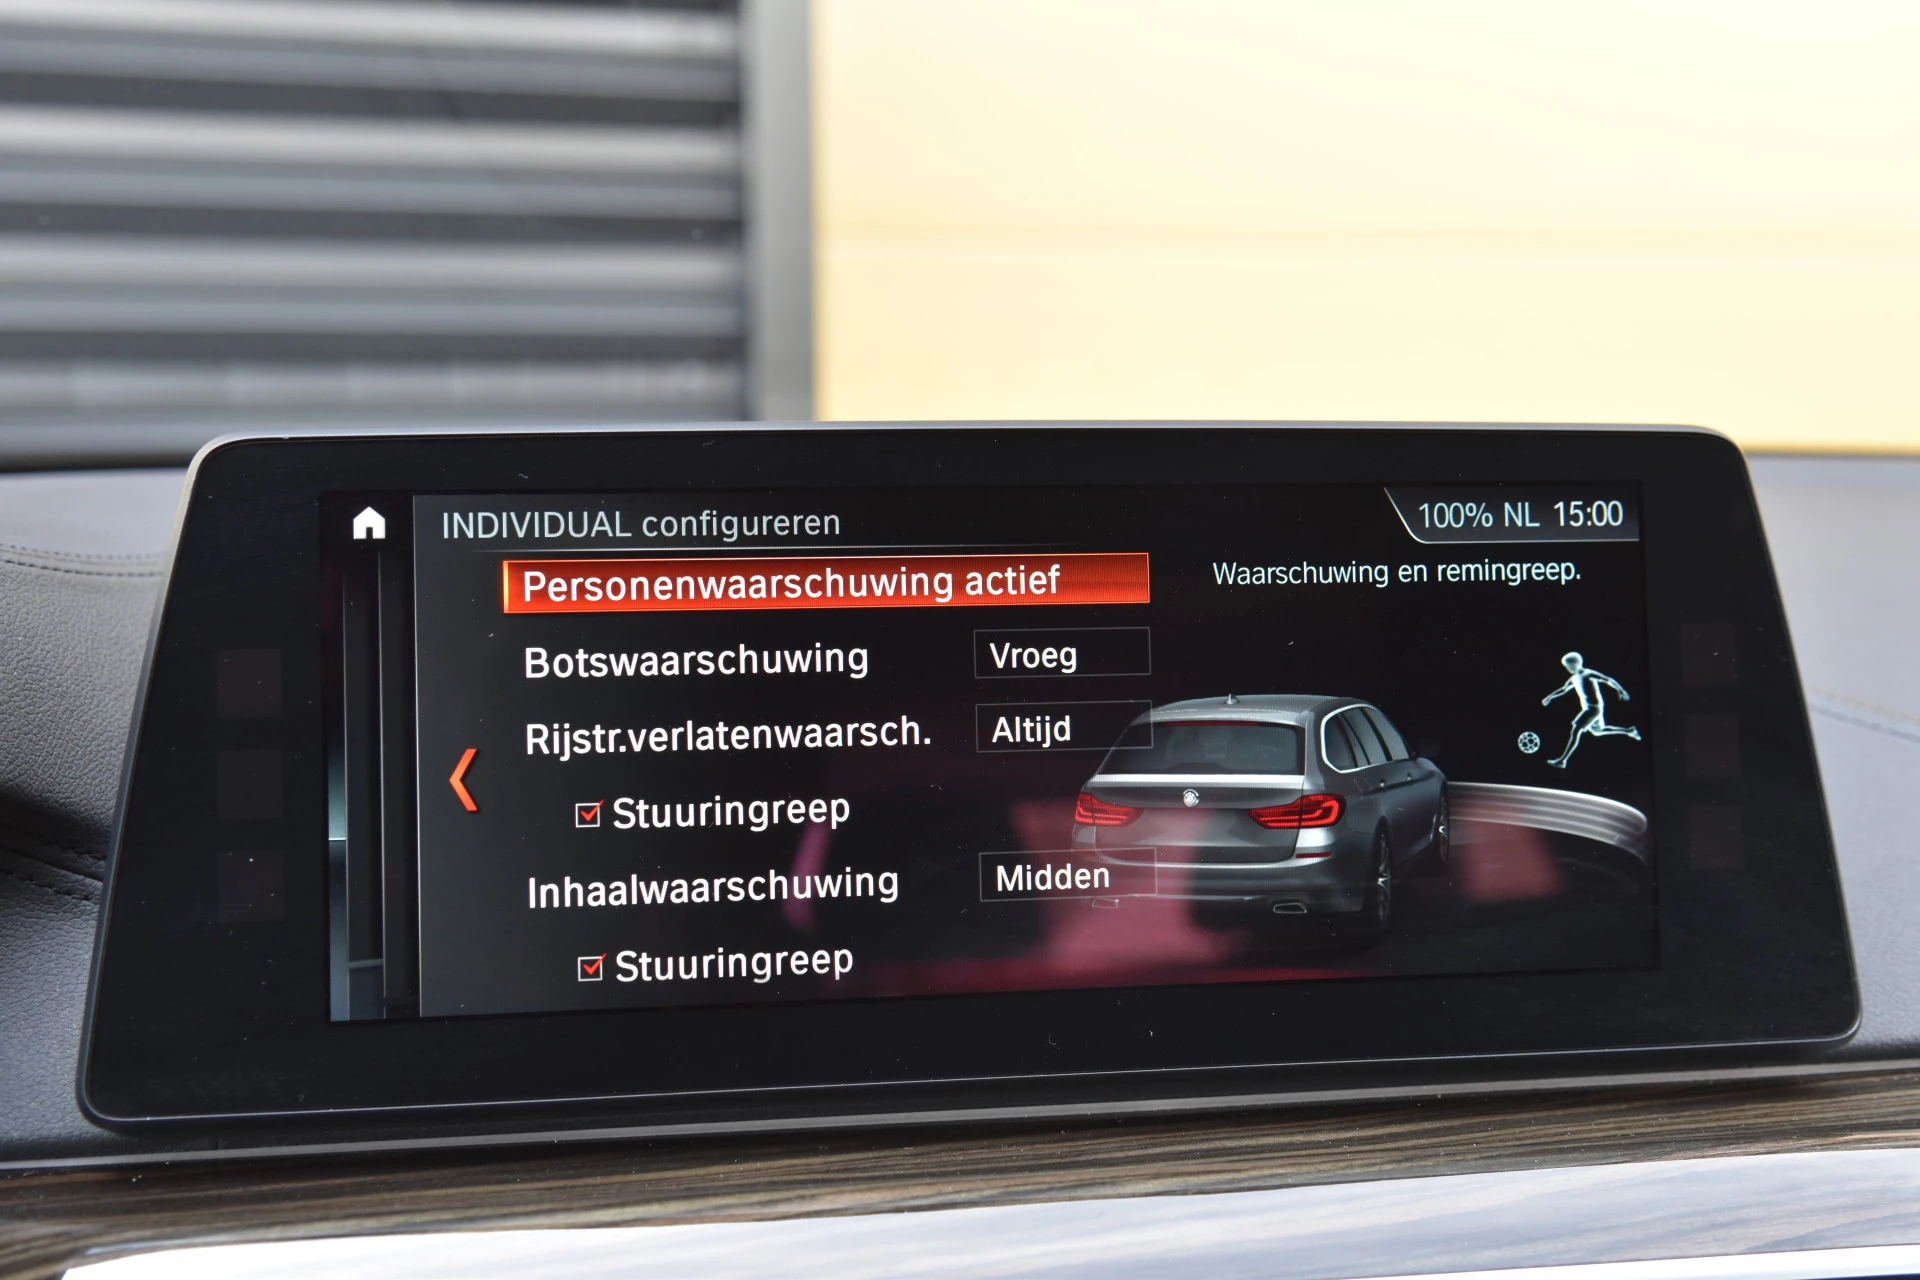 INDIVIDUAL configureren
100% NL 15:00
Personenwaarschuwing actief
Waarschuwing en remingreep.
Botswaarschuwing Vroeg
Rijstr.verlatenwaarsch. Altijd
Stuuringreep
Inhaalwaarschuwing Midden
Stuuringreep